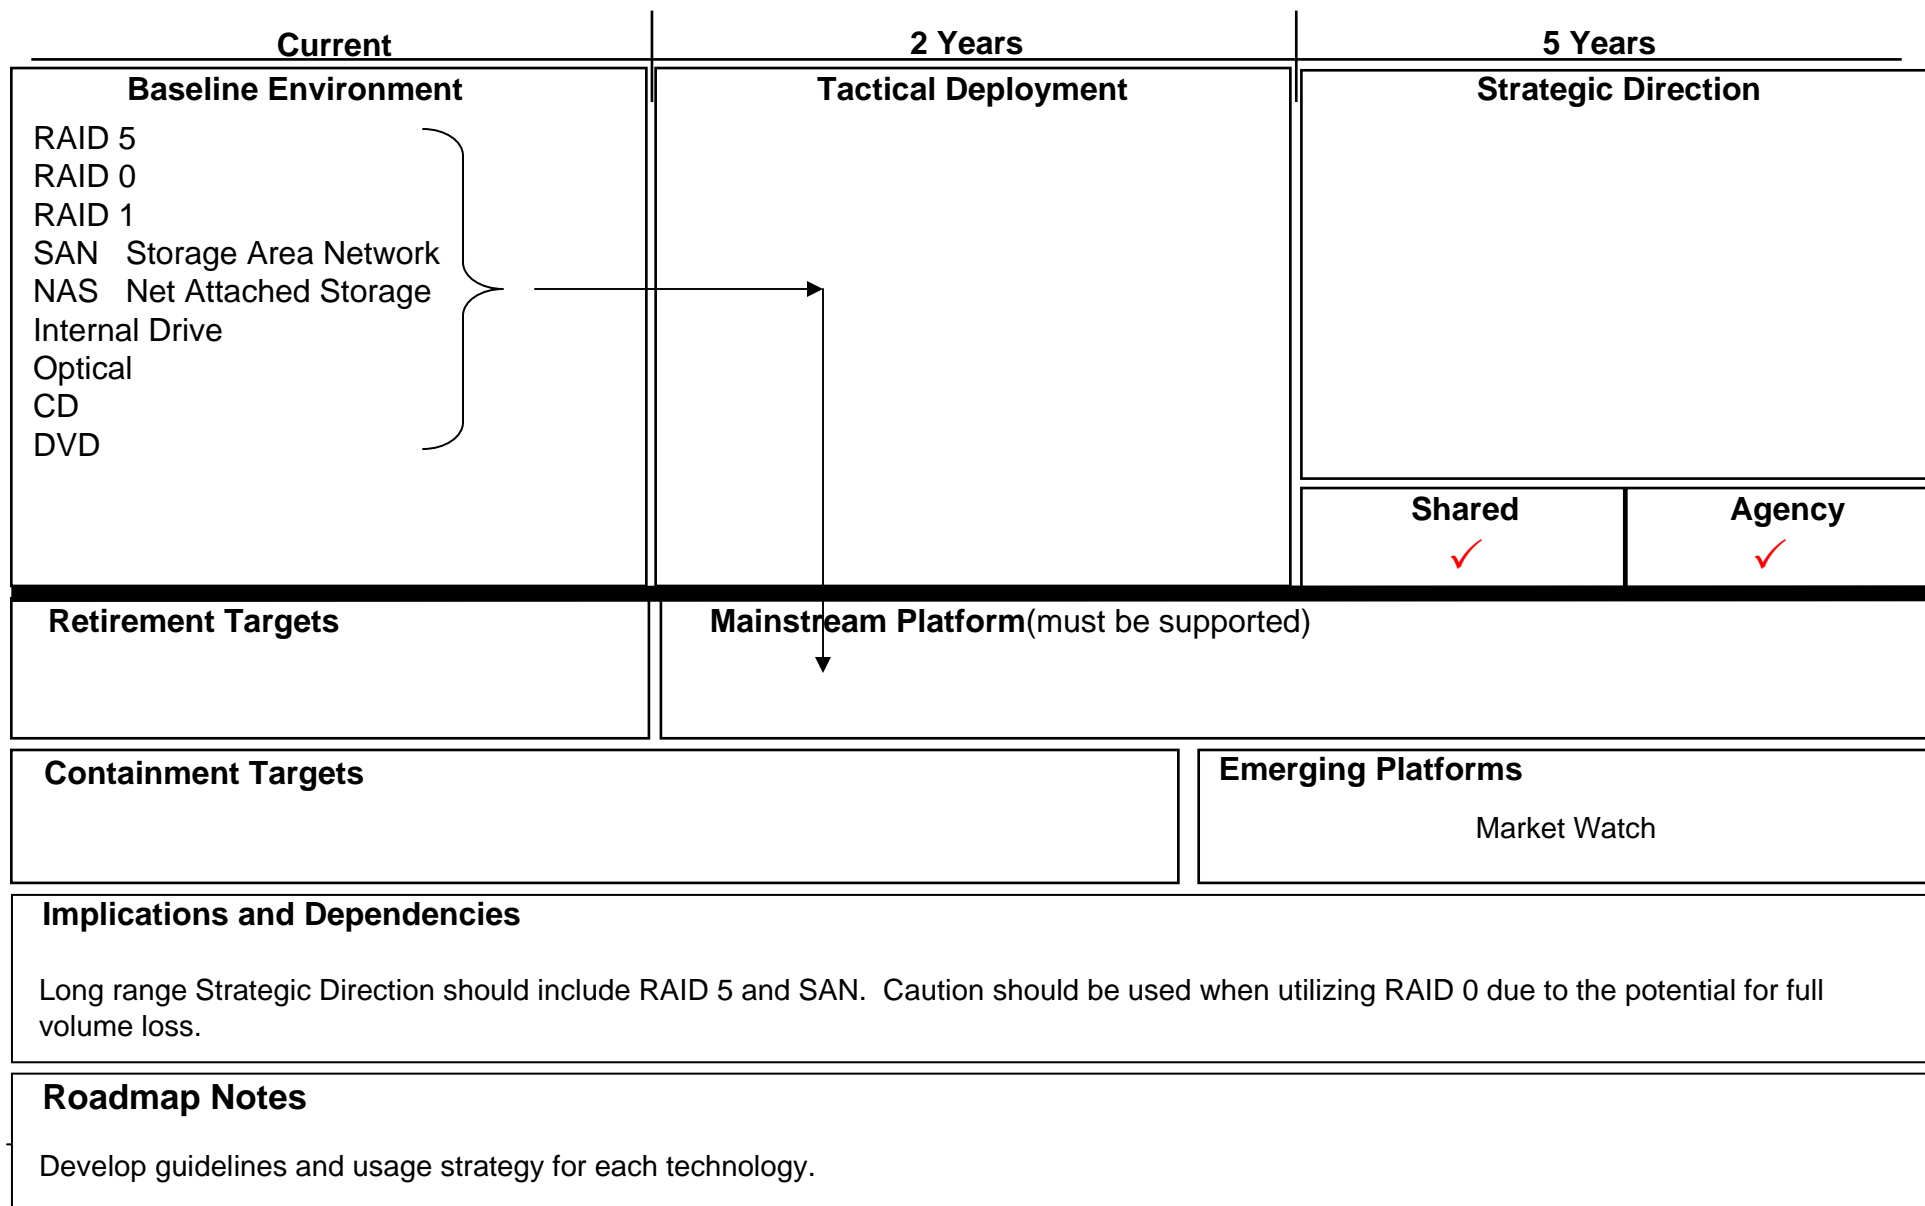 Current
2 Years
5 Years
Baseline Environment
RAID 5
RAID 0
RAID 1
SAN Storage Area Network
NAS Net Attached Storage
Internal Drive
Optical
CD
DVD
Tactical Deployment
Strategic Direction
Shared
✓
Agency
✓
Retirement Targets
Mainstream Platform(must be supported)
Containment Targets
Emerging Platforms
Market Watch
Implications and Dependencies
Long range Strategic Direction should include RAID 5 and SAN. Caution should be used when utilizing RAID 0 due to the potential for full
volume loss.
Roadmap Notes
Develop guidelines and usage strategy for each technology.